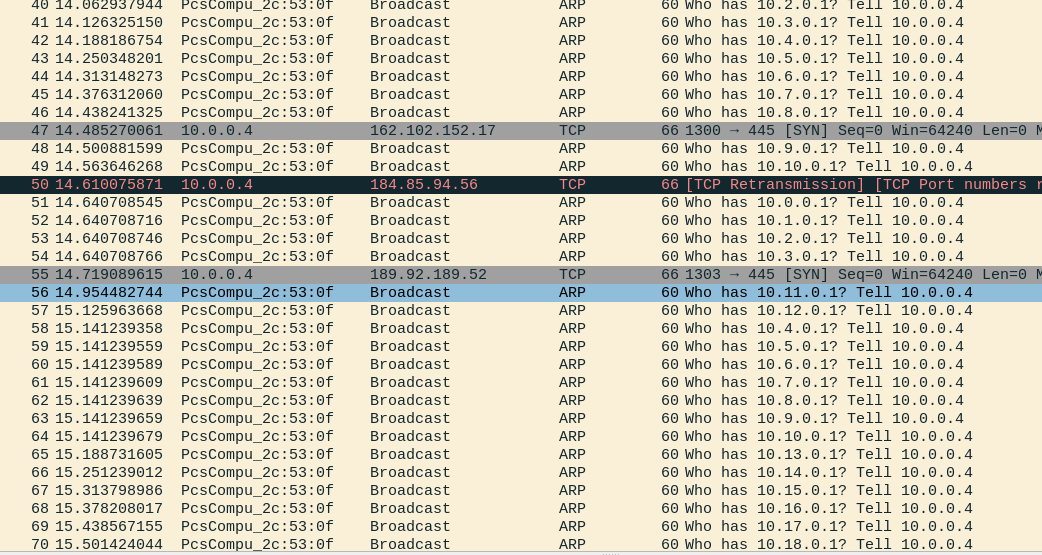 40 14.062937944 PcsCompu_2c:53:0f Broadcast ARP 60 Who has 10.2.0.1? Tell 10.0.0.4
41 14.126325150 PcsCompu_2c:53:0f Broadcast ARP 60 Who has 10.3.0.1? Tell 10.0.0.4
42 14.188186754 PcsCompu_2c:53:0f Broadcast ARP 60 Who has 10.4.0.1? Tell 10.0.0.4
43 14.250348201 PcsCompu_2c:53:0f Broadcast ARP 60 Who has 10.5.0.1? Tell 10.0.0.4
44 14.313148273 PcsCompu_2c:53:0f Broadcast ARP 60 Who has 10.6.0.1? Tell 10.0.0.4
45 14.376312060 PcsCompu_2c:53:0f Broadcast ARP 60 Who has 10.7.0.1? Tell 10.0.0.4
46 14.438241325 PcsCompu_2c:53:0f Broadcast ARP 60 Who has 10.8.0.1? Tell 10.0.0.4
47 14.485270061 10.0.0.4 162.102.152.17 TCP 66 1300 → 445 [SYN] Seq=0 Win=64240 Len=0 M
48 14.500881599 PcsCompu_2c:53:0f Broadcast ARP 60 Who has 10.9.0.1? Tell 10.0.0.4
49 14.563646268 PcsCompu_2c:53:0f Broadcast ARP 60 Who has 10.10.0.1? Tell 10.0.0.4
50 14.610075871 10.0.0.4 184.85.94.56 TCP 66 [TCP Retransmission] [TCP Port numbers r
51 14.640708545 PcsCompu_2c:53:0f Broadcast ARP 60 Who has 10.0.0.1? Tell 10.0.0.4
52 14.640708716 PcsCompu_2c:53:0f Broadcast ARP 60 Who has 10.1.0.1? Tell 10.0.0.4
53 14.640708746 PcsCompu_2c:53:0f Broadcast ARP 60 Who has 10.2.0.1? Tell 10.0.0.4
54 14.640708766 PcsCompu_2c:53:0f Broadcast ARP 60 Who has 10.3.0.1? Tell 10.0.0.4
55 14.719089615 10.0.0.4 189.92.189.52 TCP 66 1303 → 445 [SYN] Seq=0 Win=64240 Len=0 M
56 14.954482744 PcsCompu_2c:53:0f Broadcast ARP 60 Who has 10.11.0.1? Tell 10.0.0.4
57 15.125963668 PcsCompu_2c:53:0f Broadcast ARP 60 Who has 10.12.0.1? Tell 10.0.0.4
58 15.141239358 PcsCompu_2c:53:0f Broadcast ARP 60 Who has 10.4.0.1? Tell 10.0.0.4
59 15.141239559 PcsCompu_2c:53:0f Broadcast ARP 60 Who has 10.5.0.1? Tell 10.0.0.4
60 15.141239589 PcsCompu_2c:53:0f Broadcast ARP 60 Who has 10.6.0.1? Tell 10.0.0.4
61 15.141239609 PcsCompu_2c:53:0f Broadcast ARP 60 Who has 10.7.0.1? Tell 10.0.0.4
62 15.141239639 PcsCompu_2c:53:0f Broadcast ARP 60 Who has 10.8.0.1? Tell 10.0.0.4
63 15.141239659 PcsCompu_2c:53:0f Broadcast ARP 60 Who has 10.9.0.1? Tell 10.0.0.4
64 15.141239679 PcsCompu_2c:53:0f Broadcast ARP 60 Who has 10.10.0.1? Tell 10.0.0.4
65 15.188731605 PcsCompu_2c:53:0f Broadcast ARP 60 Who has 10.13.0.1? Tell 10.0.0.4
66 15.251239012 PcsCompu_2c:53:0f Broadcast ARP 60 Who has 10.14.0.1? Tell 10.0.0.4
67 15.313798986 PcsCompu_2c:53:0f Broadcast ARP 60 Who has 10.15.0.1? Tell 10.0.0.4
68 15.378208017 PcsCompu_2c:53:0f Broadcast ARP 60 Who has 10.16.0.1? Tell 10.0.0.4
69 15.438567155 PcsCompu_2c:53:0f Broadcast ARP 60 Who has 10.17.0.1? Tell 10.0.0.4
70 15.501424044 PcsCompu_2c:53:0f Broadcast ARP 60 Who has 10.18.0.1? Tell 10.0.0.4